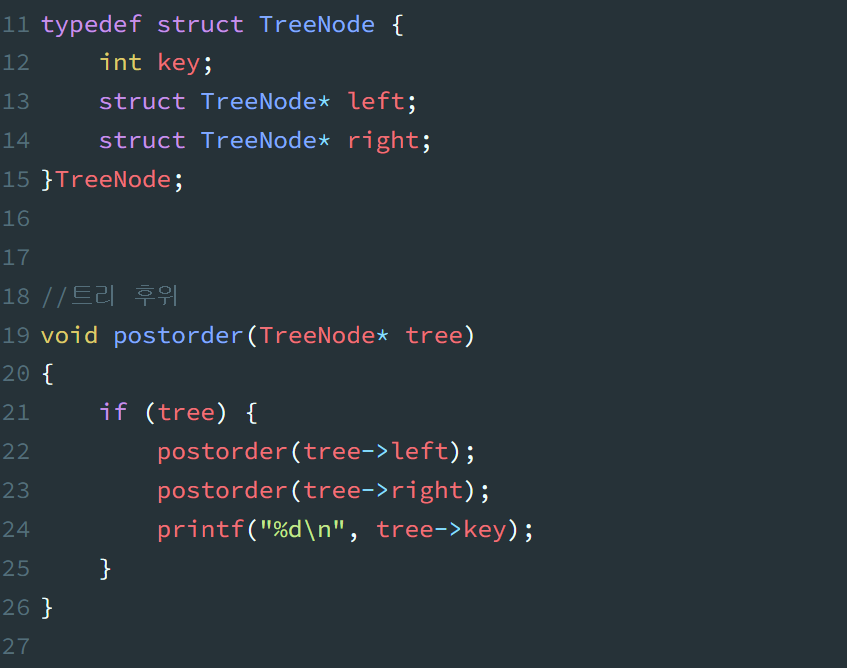 11 typedef struct TreeNode {
12     int key;
13     struct TreeNode* left;
14     struct TreeNode* right;
15 }TreeNode;
16
17
18 //트리 후위
19 void postorder(TreeNode* tree)
20 {
21     if (tree) {
22         postorder(tree->left);
23         postorder(tree->right);
24         printf("%d\n", tree->key);
25     }
26 }
27